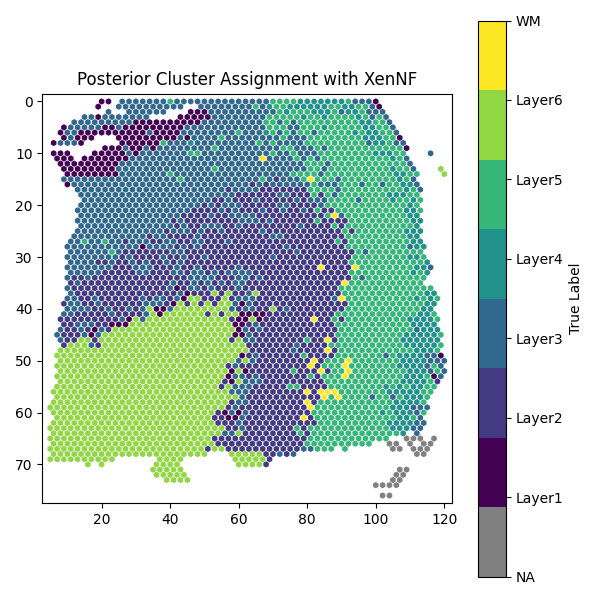 Posterior Cluster Assignment with XenNF
0
10
20
30
40
50
60
70
20
40
60
80
100
120
WM
Layer6
Layer5
Layer4
Layer3
Layer2
Layer1
NA
True Label